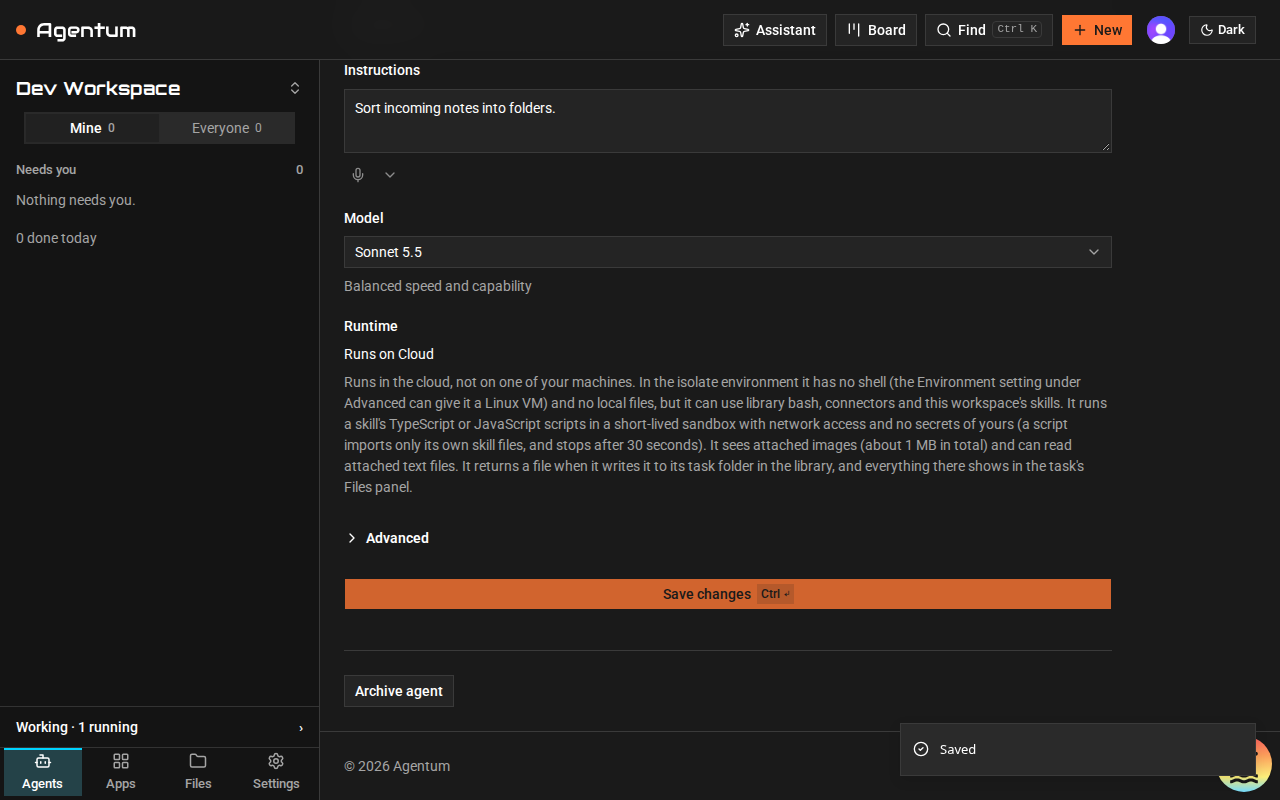 Agentum
Assistant
Board
Find Ctrl K
New
Dark
Dev Workspace
Mine 0
Everyone 0
Needs you 0
Nothing needs you.
0 done today
Working · 1 running ›
Agents
Apps
Files
Settings
Instructions
Sort incoming notes into folders.
Model
Sonnet 5.5
Balanced speed and capability
Runtime
Runs on Cloud
Runs in the cloud, not on one of your machines. In the isolate environment it has no shell (the Environment setting under
Advanced can give it a Linux VM) and no local files, but it can use library bash, connectors and this workspace's skills. It runs
a skill's TypeScript or JavaScript scripts in a short-lived sandbox with network access and no secrets of yours (a script
imports only its own skill files, and stops after 30 seconds). It sees attached images (about 1 MB in total) and can read
attached text files. It returns a file when it writes it to its task folder in the library, and everything there shows in the task's
Files panel.
Advanced
Save changes Ctrl ↲
Archive agent
© 2026 Agentum
Saved